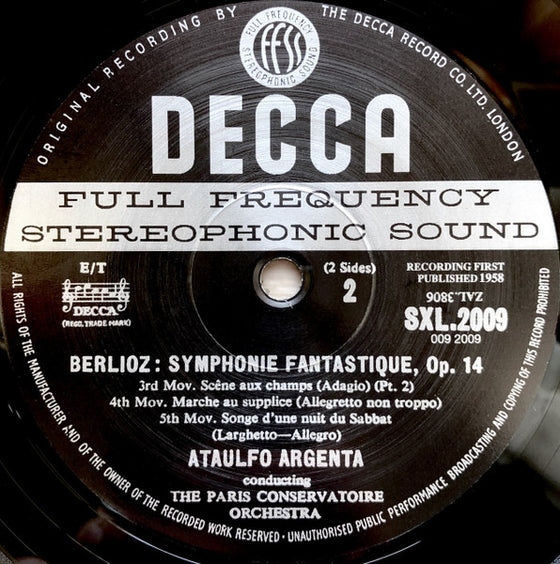 ORIGINAL RECORDING BY
THE DECCA RECORD CO. LTD. LONDON
FULL FREQUENCY
FFSS
STEREOPHONIC SOUND
DECCA
FULL FREQUENCY
STEREOPHONIC SOUND
E/T
DECCA
(REGD. TRADE MARK)
(2 Sides)
2
RECORDING FIRST
PUBLISHED 1958
ZAL‥3806
SXL.2009
009 2009
BERLIOZ: SYMPHONIE FANTASTIQUE, Op. 14
3rd Mov. Scêne aux champs (Adagio) (Pt. 2)
4th Mov. Marche au supplice (Allegretto non troppo)
5th Mov. Songe d'une nuit du Sabbat
(Larghetto—Allegro)
ATAULFO ARGENTA
conducting
THE PARIS CONSERVATOIRE
ORCHESTRA
ALL RIGHTS OF THE MANUFACTURER AND OF THE OWNER OF THE RECORDED WORK RESERVED · UNAUTHORISED PUBLIC PERFORMANCE BROADCASTING AND COPYING OF THIS RECORD PROHIBITED